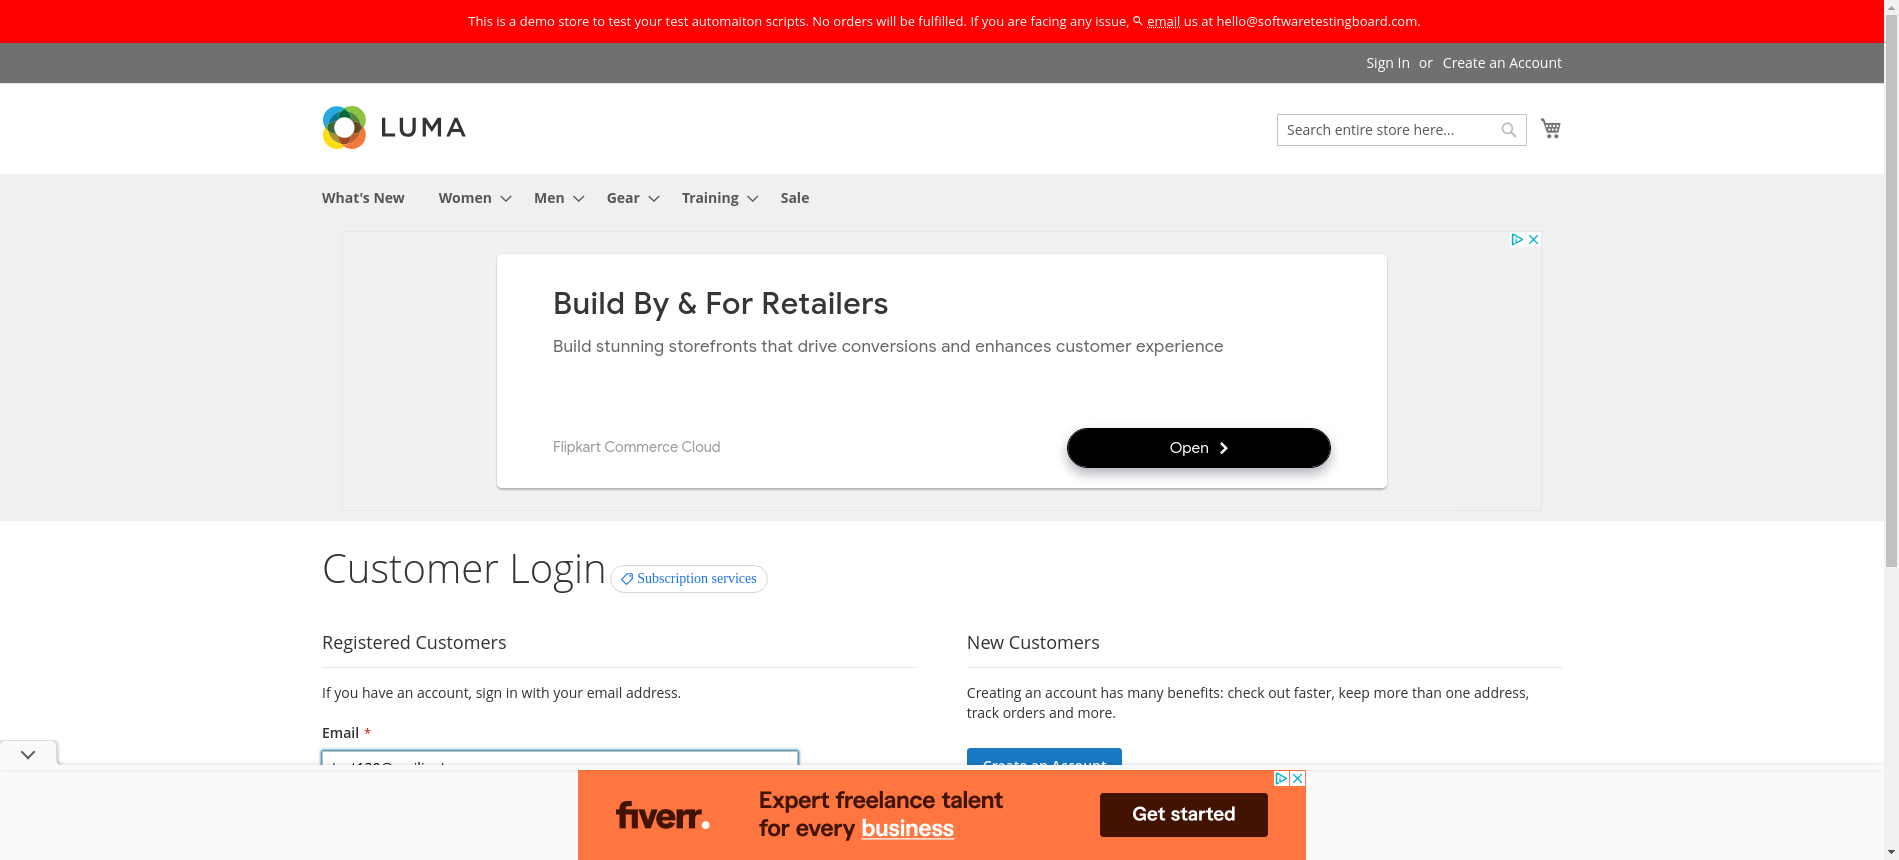 This is a demo store to test your test automaiton scripts. No orders will be fulfilled. If you are facing any issue, email us at hello@softwaretestingboard.com.
Sign In or Create an Account
LUMA
Search entire store here...
What's New Women Men Gear Training Sale
Build By & For Retailers
Build stunning storefronts that drive conversions and enhances customer experience
Flipkart Commerce Cloud
Open
Customer Login
Subscription services
Registered Customers
If you have an account, sign in with your email address.
Email *
New Customers
Creating an account has many benefits: check out faster, keep more than one address,
track orders and more.
Create an Account
fiverr.
Expert freelance talent
for every business
Get started